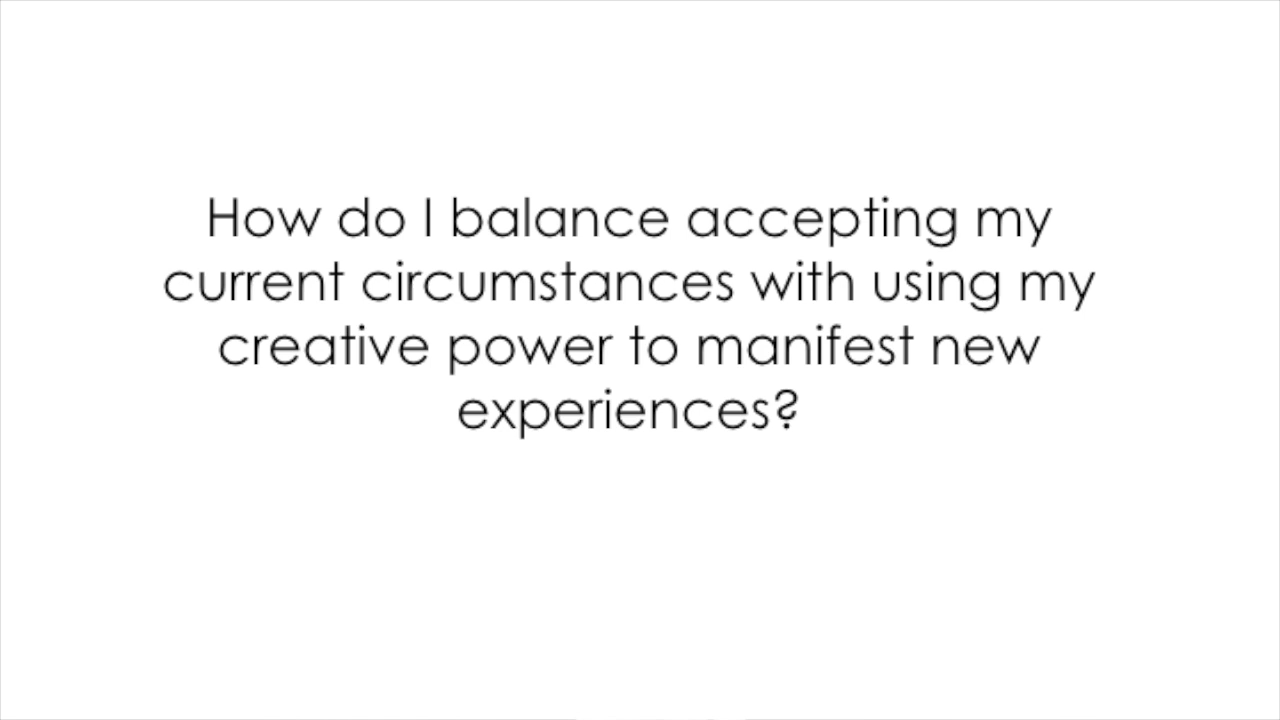 How do I balance accepting my
current circumstances with using my
creative power to manifest new
experiences?